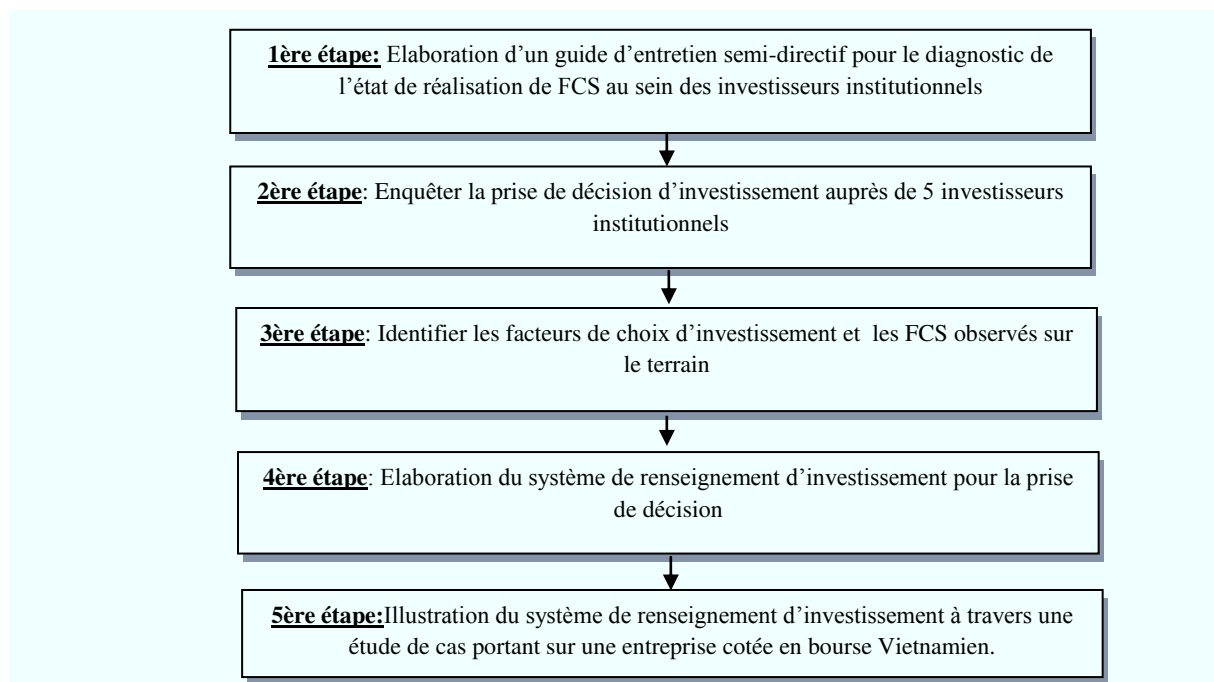 1ère étape: Elaboration d’un guide d’entretien semi-directif pour le diagnostic de
l’état de réalisation de FCS au sein des investisseurs institutionnels
2ère étape: Enquêter la prise de décision d’investissement auprès de 5 investisseurs
institutionnels
3ère étape: Identifier les facteurs de choix d’investissement et  les FCS observés sur
le terrain
4ère étape: Elaboration du système de renseignement d’investissement pour la prise
de décision
5ère étape:Illustration du système de renseignement d’investissement à travers une
étude de cas portant sur une entreprise cotée en bourse Vietnamien.